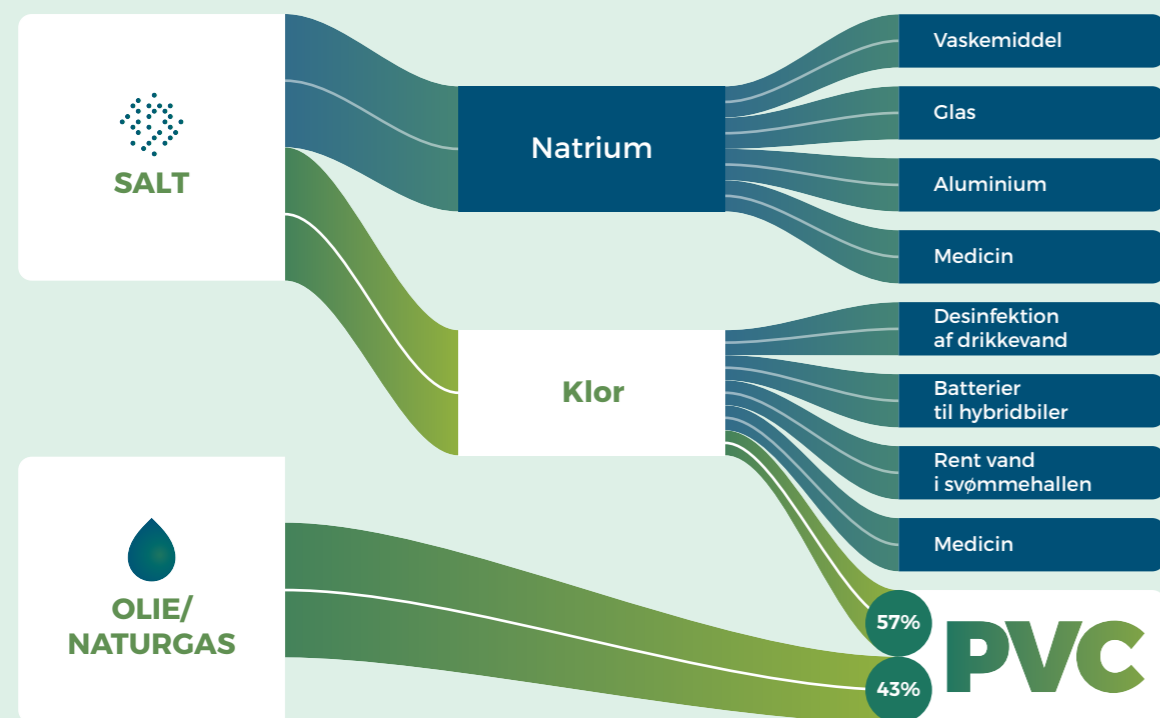 SALT
Natrium
Vaskemiddel
Glas
Aluminium
Medicin
Klor
Desinfektion
af drikkevand
Batterier
til hybridbiler
Rent vand
i svømmehallen
Medicin
OLIE/
NATURGAS
57%
43%
PVC